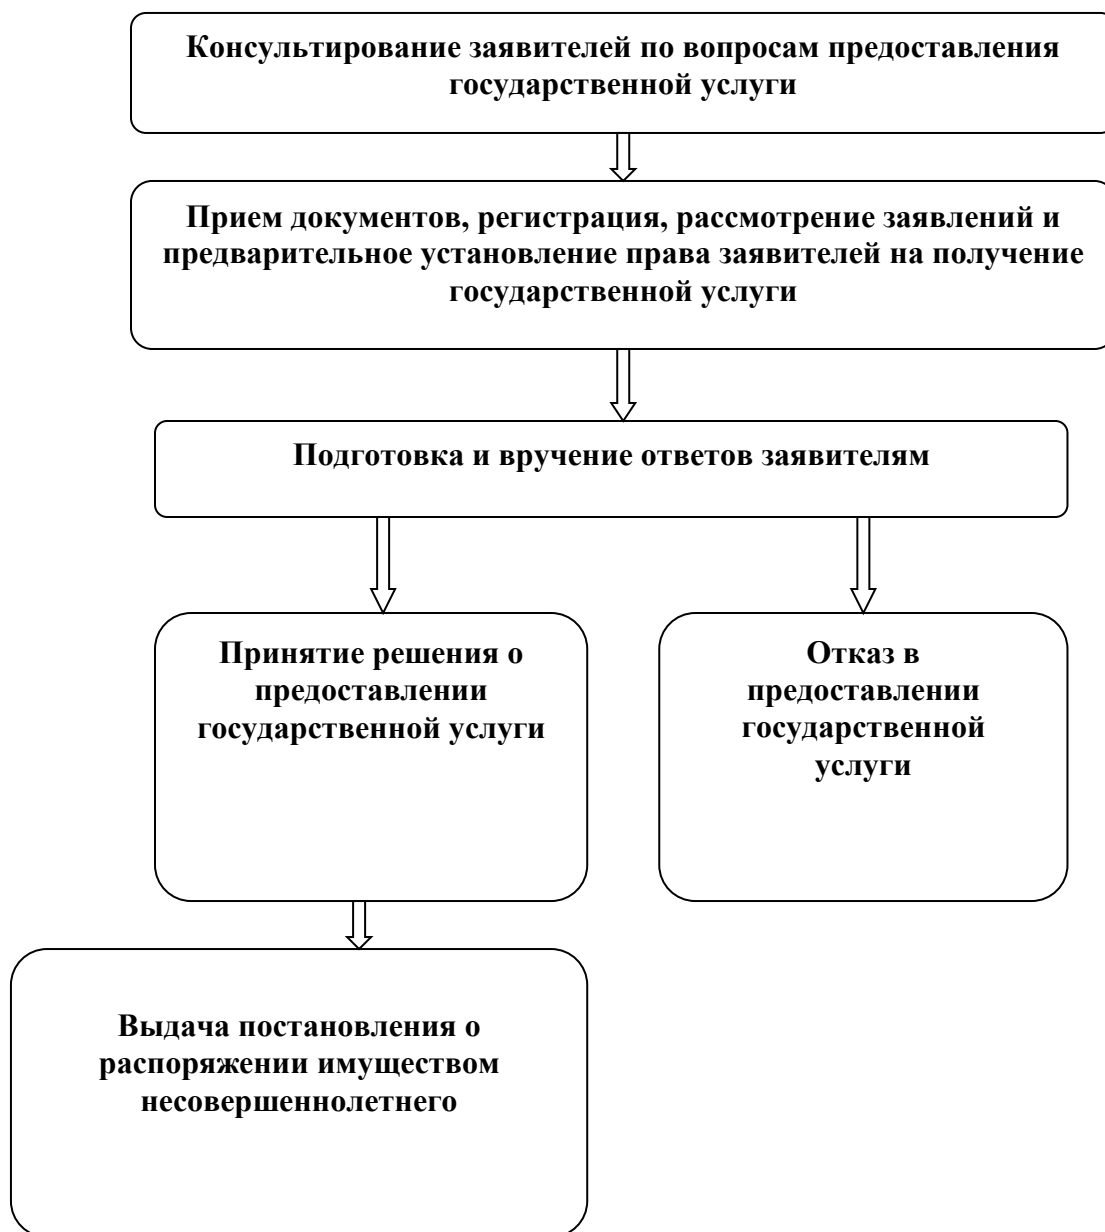 Консультирование заявителей по вопросам предоставления
государственной услуги
Прием документов, регистрация, рассмотрение заявлений и
предварительное установление права заявителей на получение
государственной услуги
Подготовка и вручение ответов заявителям
Принятие решения о
предоставлении
государственной услуги
Отказ в
предоставлении
государственной
услуги
Выдача постановления о
распоряжении имуществом
несовершеннолетнего